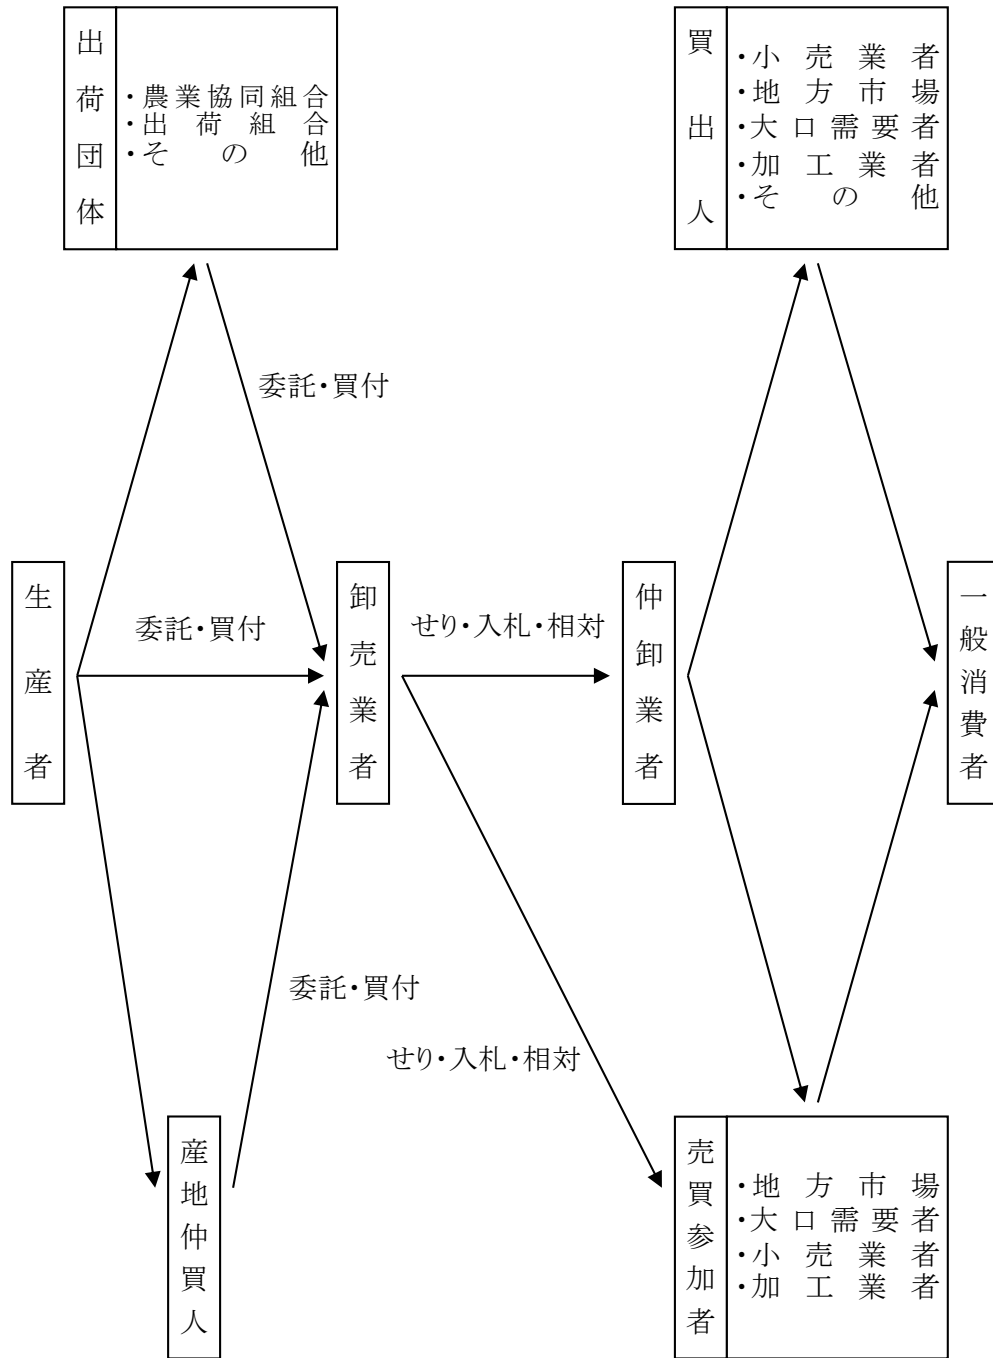 出荷団体
・農業協同組合
・出荷組合
・その他
買出人
・小売業者
・地方市場
・大口需要者
・加工業者
・その他
委託・買付
生産者
委託・買付
卸売業者
せり・入札・相対
仲卸業者
一般消費者
委託・買付
せり・入札・相対
産地仲買人
売買参加者
・地方市場
・大口需要者
・小売業者
・加工業者